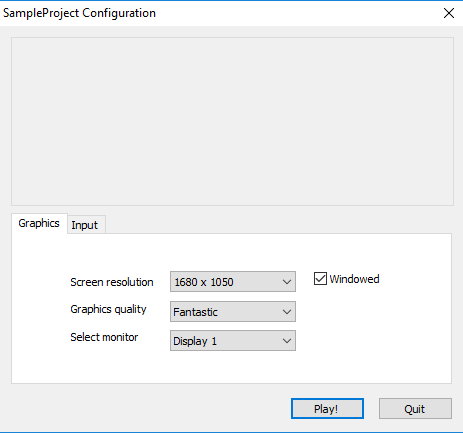 SampleProject Configuration
Graphics Input
Screen resolution 1680 x 1050 Windowed
Graphics quality Fantastic
Select monitor Display 1
Play! Quit